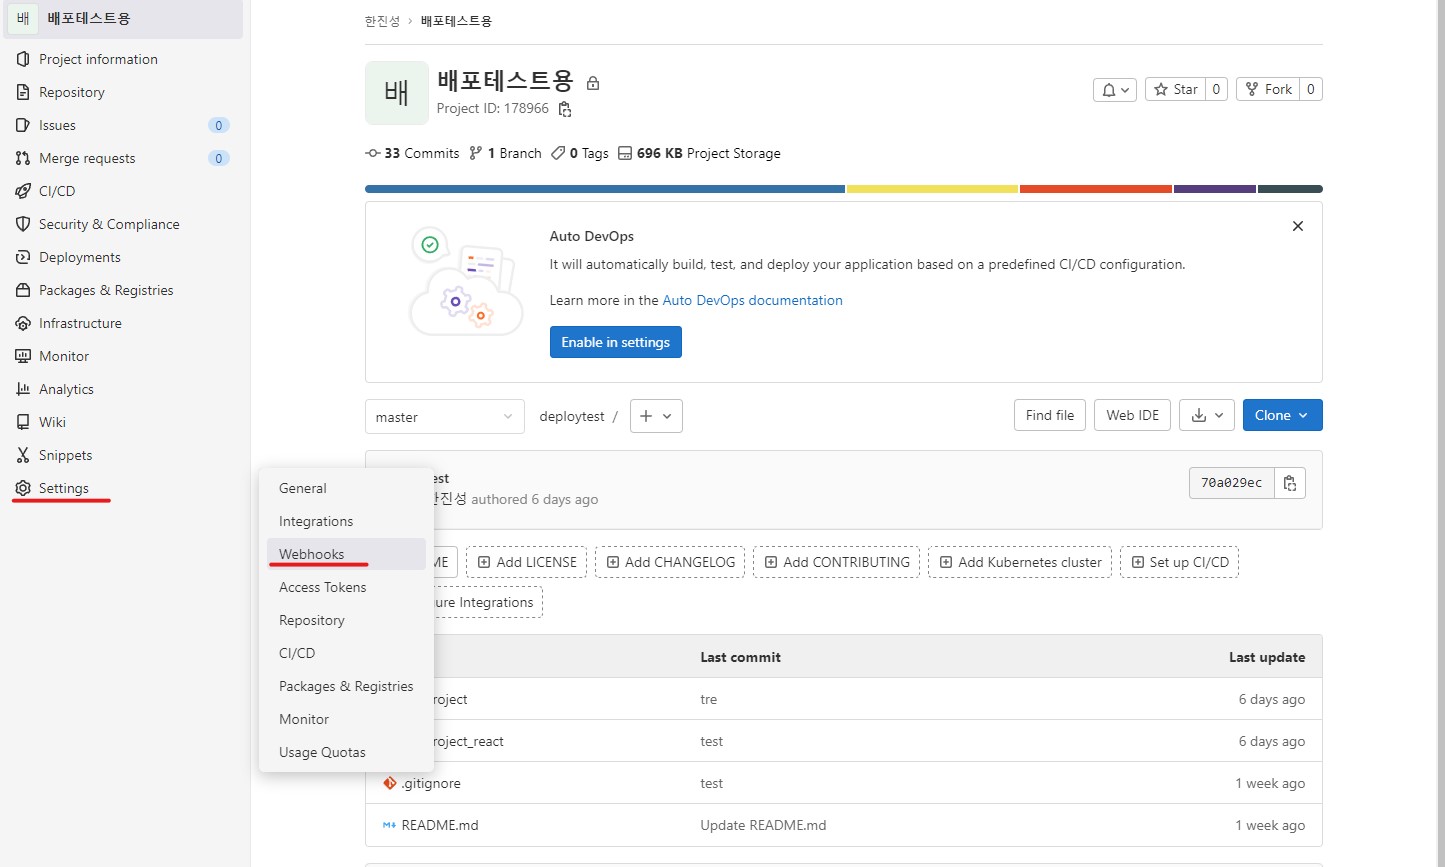 배 배포테스트용
Project information
Repository
Issues 0
Merge requests 0
CI/CD
Security & Compliance
Deployments
Packages & Registries
Infrastructure
Monitor
Analytics
Wiki
Snippets
Settings
General
Integrations
Webhooks
Access Tokens
Repository
CI/CD
Packages & Registries
Monitor
Usage Quotas
한진성 › 배포테스트용
배 배포테스트용
Project ID: 178966
Star 0 Fork 0
33 Commits 1 Branch 0 Tags 696 KB Project Storage
Auto DevOps
It will automatically build, test, and deploy your application based on a predefined CI/CD configuration.
Learn more in the Auto DevOps documentation
Enable in settings
master deploytest / + Find file Web IDE Clone
est
한진성 authored 6 days ago 70a029ec
ME Add LICENSE Add CHANGELOG Add CONTRIBUTING Add Kubernetes cluster Set up CI/CD
ure Integrations
Last commit Last update
roject tre 6 days ago
roject_react test 6 days ago
.gitignore test 1 week ago
README.md Update README.md 1 week ago